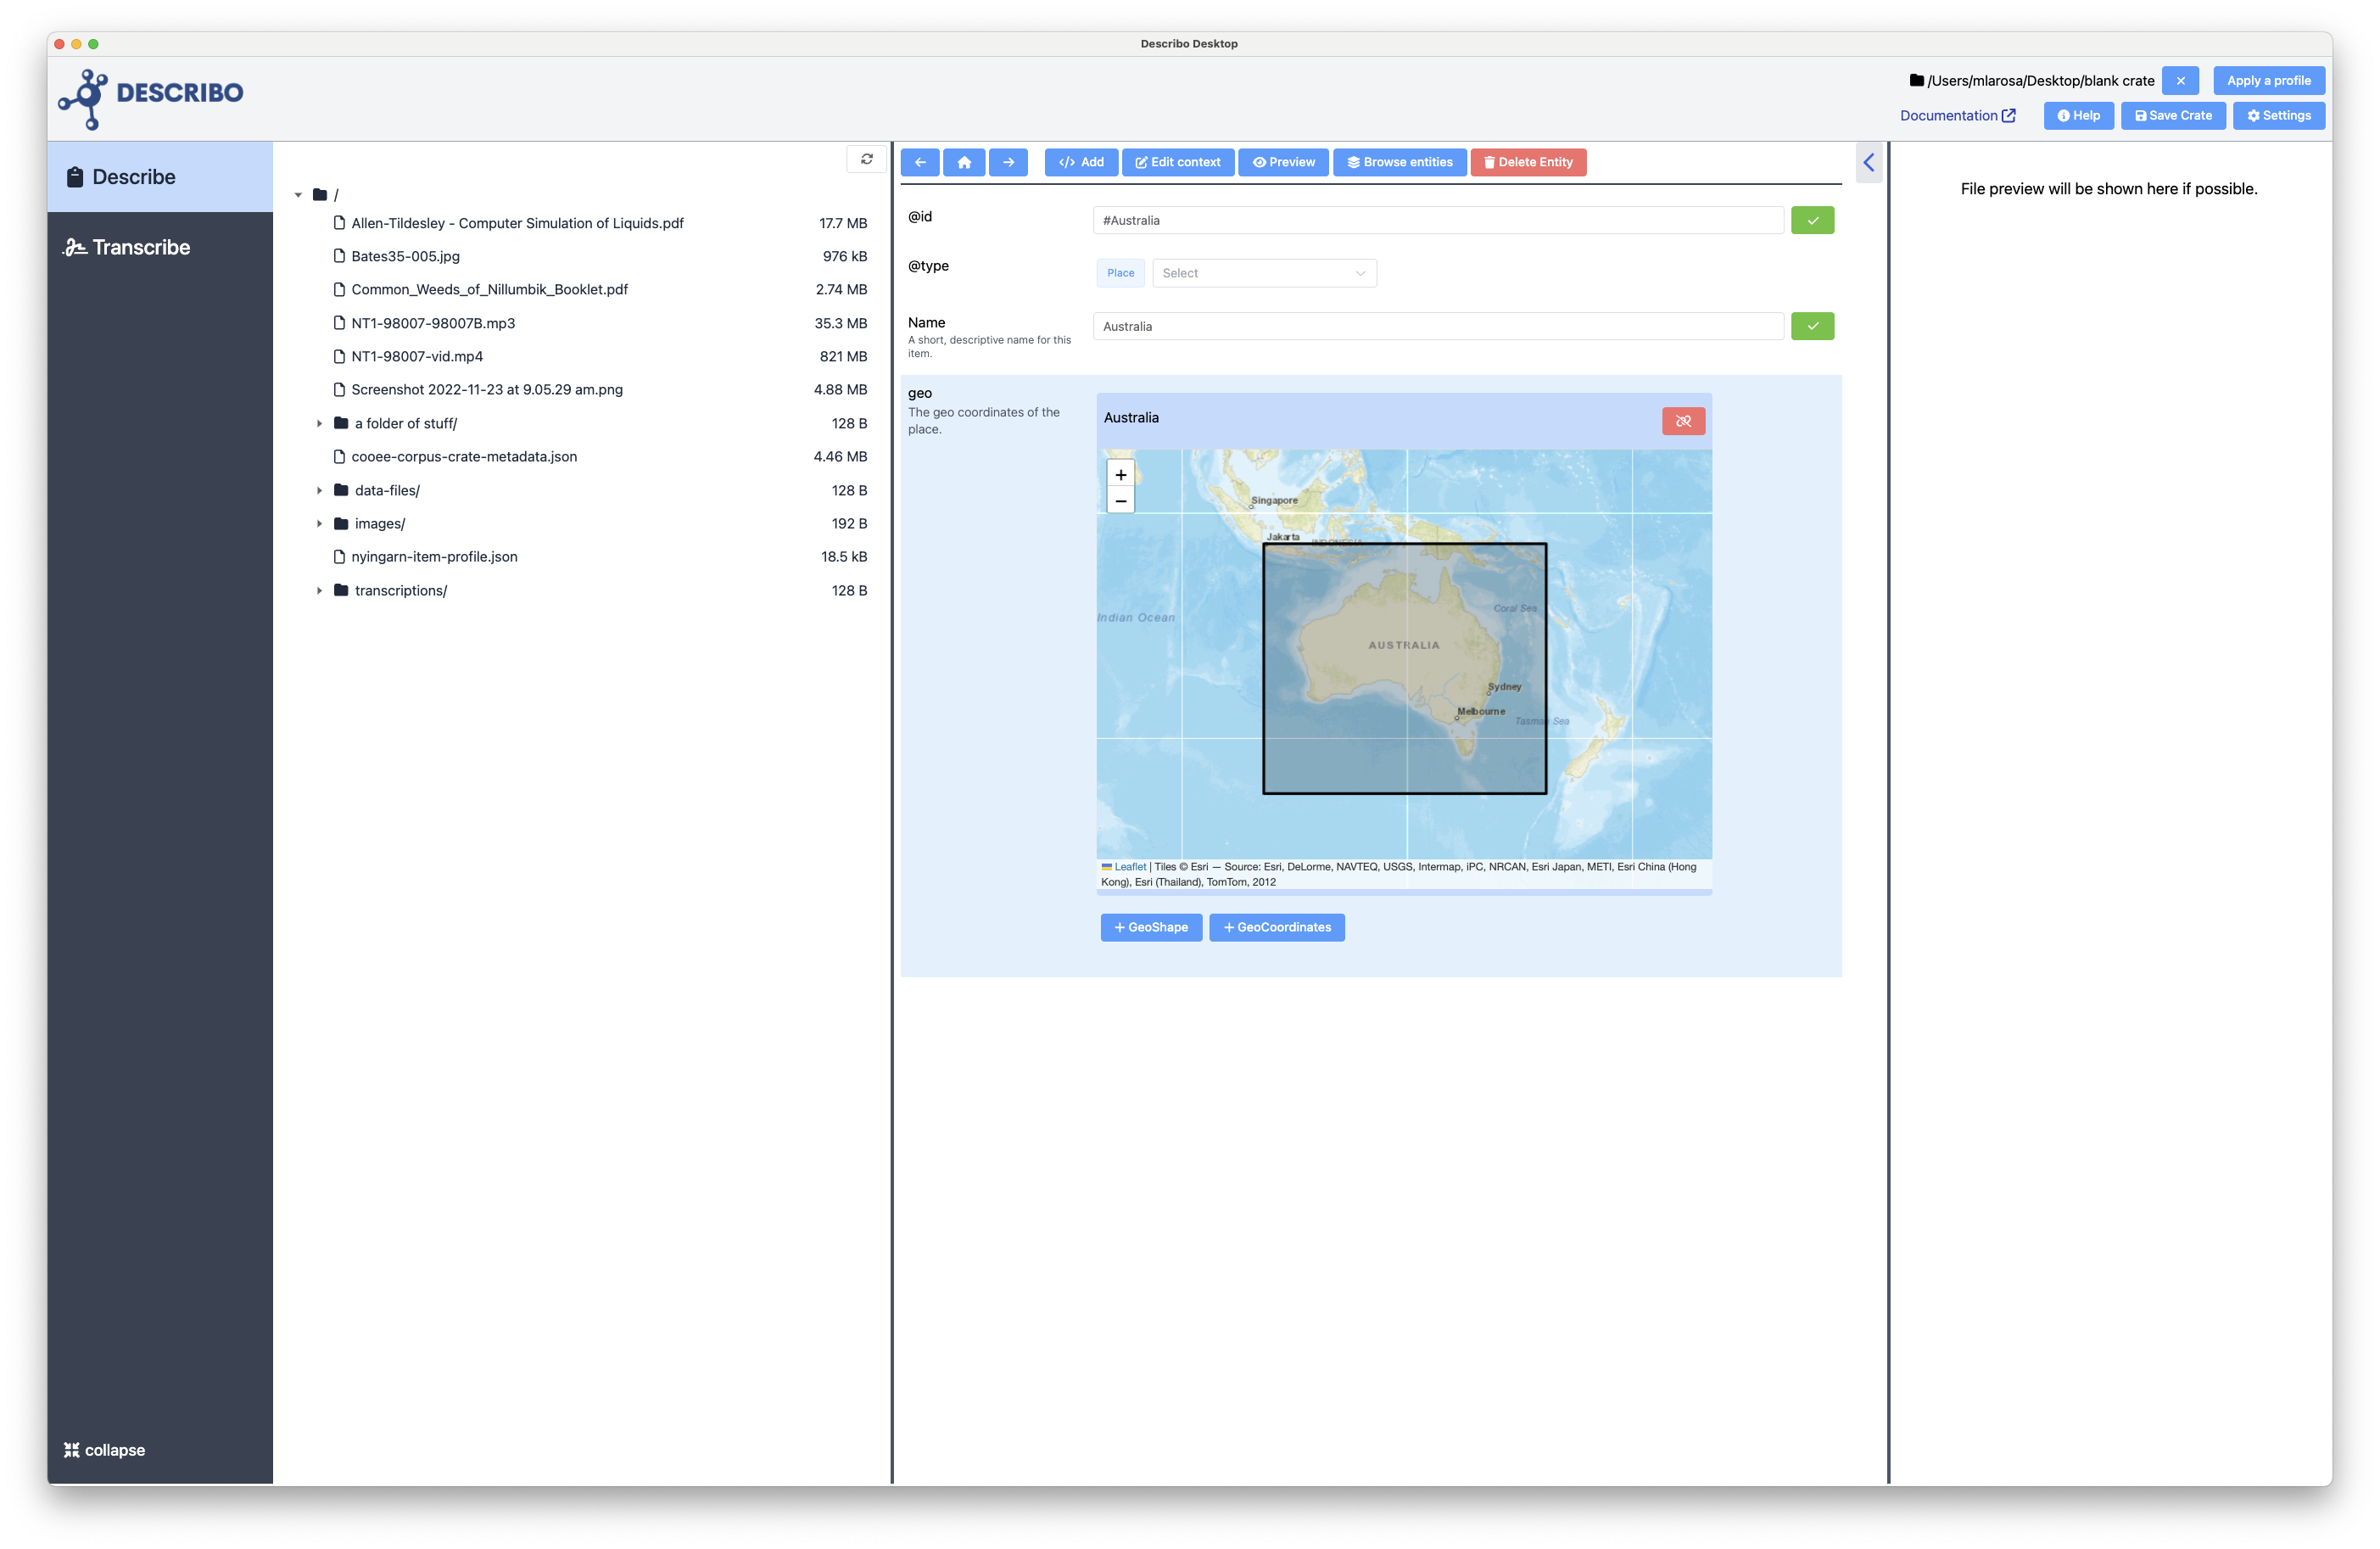 Describo Desktop
DESCRIBO
/Users/mlarosa/Desktop/blank crate
Apply a profile
Documentation
Help
Save Crate
Settings
Describe
Transcribe
collapse
/
Allen-Tildesley - Computer Simulation of Liquids.pdf 17.7 MB
Bates35-005.jpg 976 kB
Common_Weeds_of_Nillumbik_Booklet.pdf 2.74 MB
NT1-98007-98007B.mp3 35.3 MB
NT1-98007-vid.mp4 821 MB
Screenshot 2022-11-23 at 9.05.29 am.png 4.88 MB
a folder of stuff/ 128 B
cooee-corpus-crate-metadata.json 4.46 MB
data-files/ 128 B
images/ 192 B
nyingarn-item-profile.json 18.5 kB
transcriptions/ 128 B
</> Add
Edit context
Preview
Browse entities
Delete Entity
@id
#Australia
@type
Place
Select
Name
A short, descriptive name for this
item.
Australia
geo
The geo coordinates of the
place.
Australia
+
−
Singapore
Jakarta
INDONESIA
Indian Ocean
Coral Sea
AUSTRALIA
Sydney
Melbourne
Tasman Sea
Leaflet | Tiles © Esri — Source: Esri, DeLorme, NAVTEQ, USGS, Intermap, iPC, NRCAN, Esri Japan, METI, Esri China (Hong
Kong), Esri (Thailand), TomTom, 2012
+ GeoShape
+ GeoCoordinates
File preview will be shown here if possible.